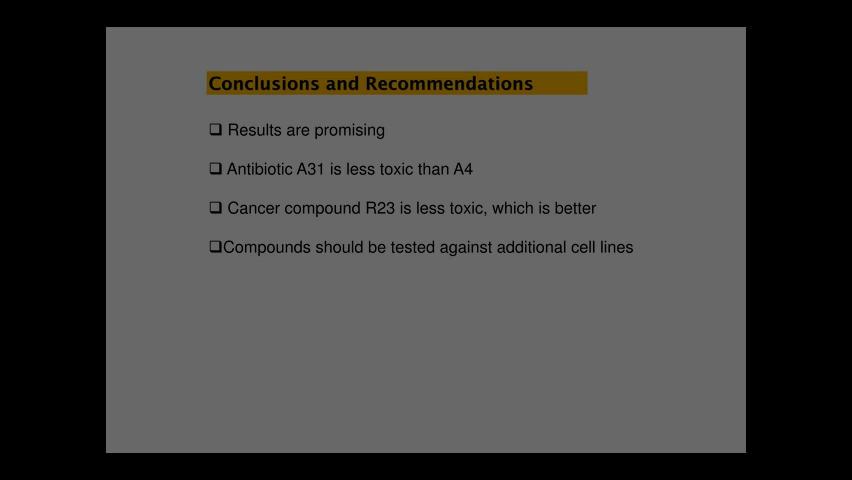 Conclusions and Recommendations
❑ Results are promising
❑ Antibiotic A31 is less toxic than A4
❑ Cancer compound R23 is less toxic, which is better
❑Compounds should be tested against additional cell lines